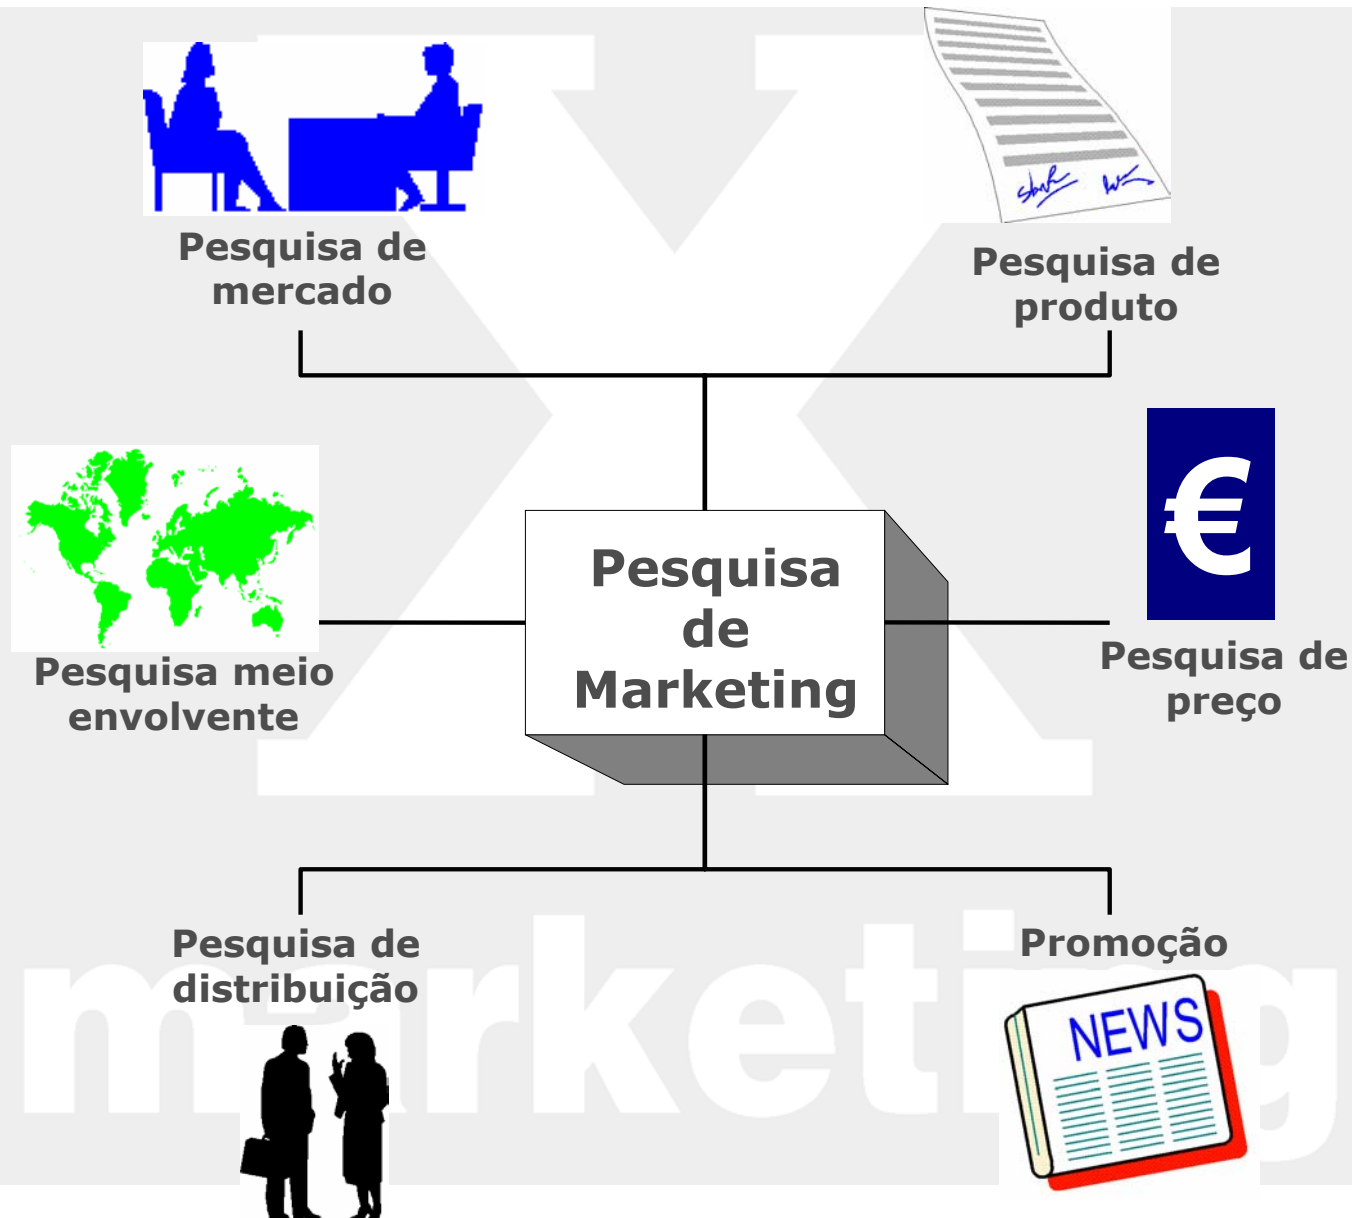 Pesquisa de
mercado
Pesquisa de
produto
€
Pesquisa
de
Marketing
Pesquisa meio
envolvente
Pesquisa de
preço
Pesquisa de
distribuição
Promoção
NEWS
X
marketing